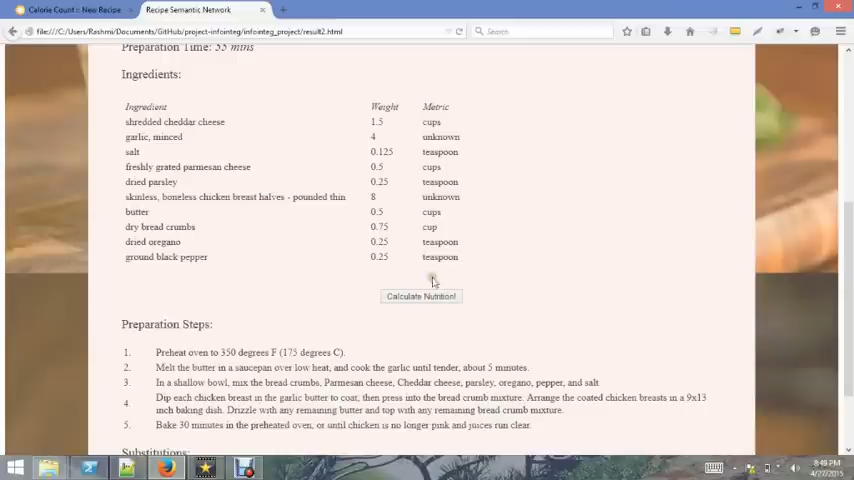 Calorie Count :: New Recipe
Recipe Semantic Network
file:///C:/Users/Rashmi/Documents/GitHub/project-infointeg/infointeg_project/result2.html
Search
Preparation Time: 55 mins
Ingredients:
Ingredient Weight Metric
shredded cheddar cheese 1.5 cups
garlic, minced 4 unknown
salt 0.125 teaspoon
freshly grated parmesan cheese 0.5 cups
dried parsley 0.25 teaspoon
skinless, boneless chicken breast halves - pounded thin 8 unknown
butter 0.5 cups
dry bread crumbs 0.75 cup
dried oregano 0.25 teaspoon
ground black pepper 0.25 teaspoon
Calculate Nutrition!
Preparation Steps:
1. Preheat oven to 350 degrees F (175 degrees C).
2. Melt the butter in a saucepan over low heat, and cook the garlic until tender, about 5 minutes.
3. In a shallow bowl, mix the bread crumbs, Parmesan cheese, Cheddar cheese, parsley, oregano, pepper, and salt
4. Dip each chicken breast in the garlic butter to coat, then press into the bread crumb mixture. Arrange the coated chicken breasts in a 9x13
inch baking dish. Drizzle with any remaining butter and top with any remaining bread crumb mixture.
5. Bake 30 minutes in the preheated oven, or until chicken is no longer pink and juices run clear.
Substitutions:
8:49 PM
4/27/2015